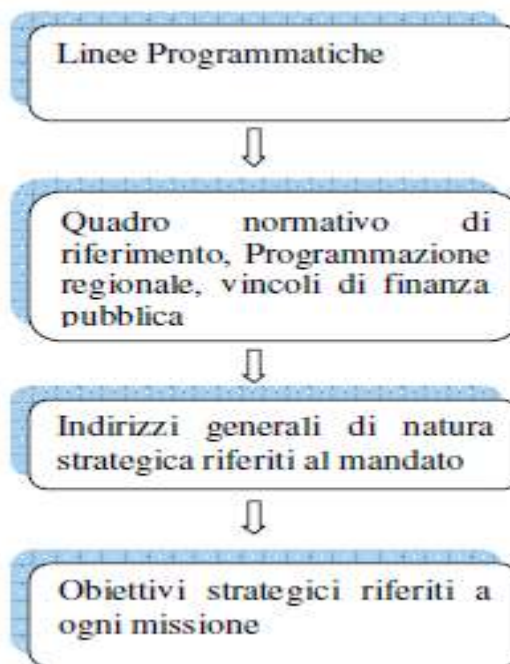 Linee Programmatiche
Quadro normativo di
riferimento, Programmazione
regionale, vincoli di finanza
pubblica
Indirizzi generali di natura
strategica riferiti al mandato
Obiettivi strategici riferiti a
ogni missione